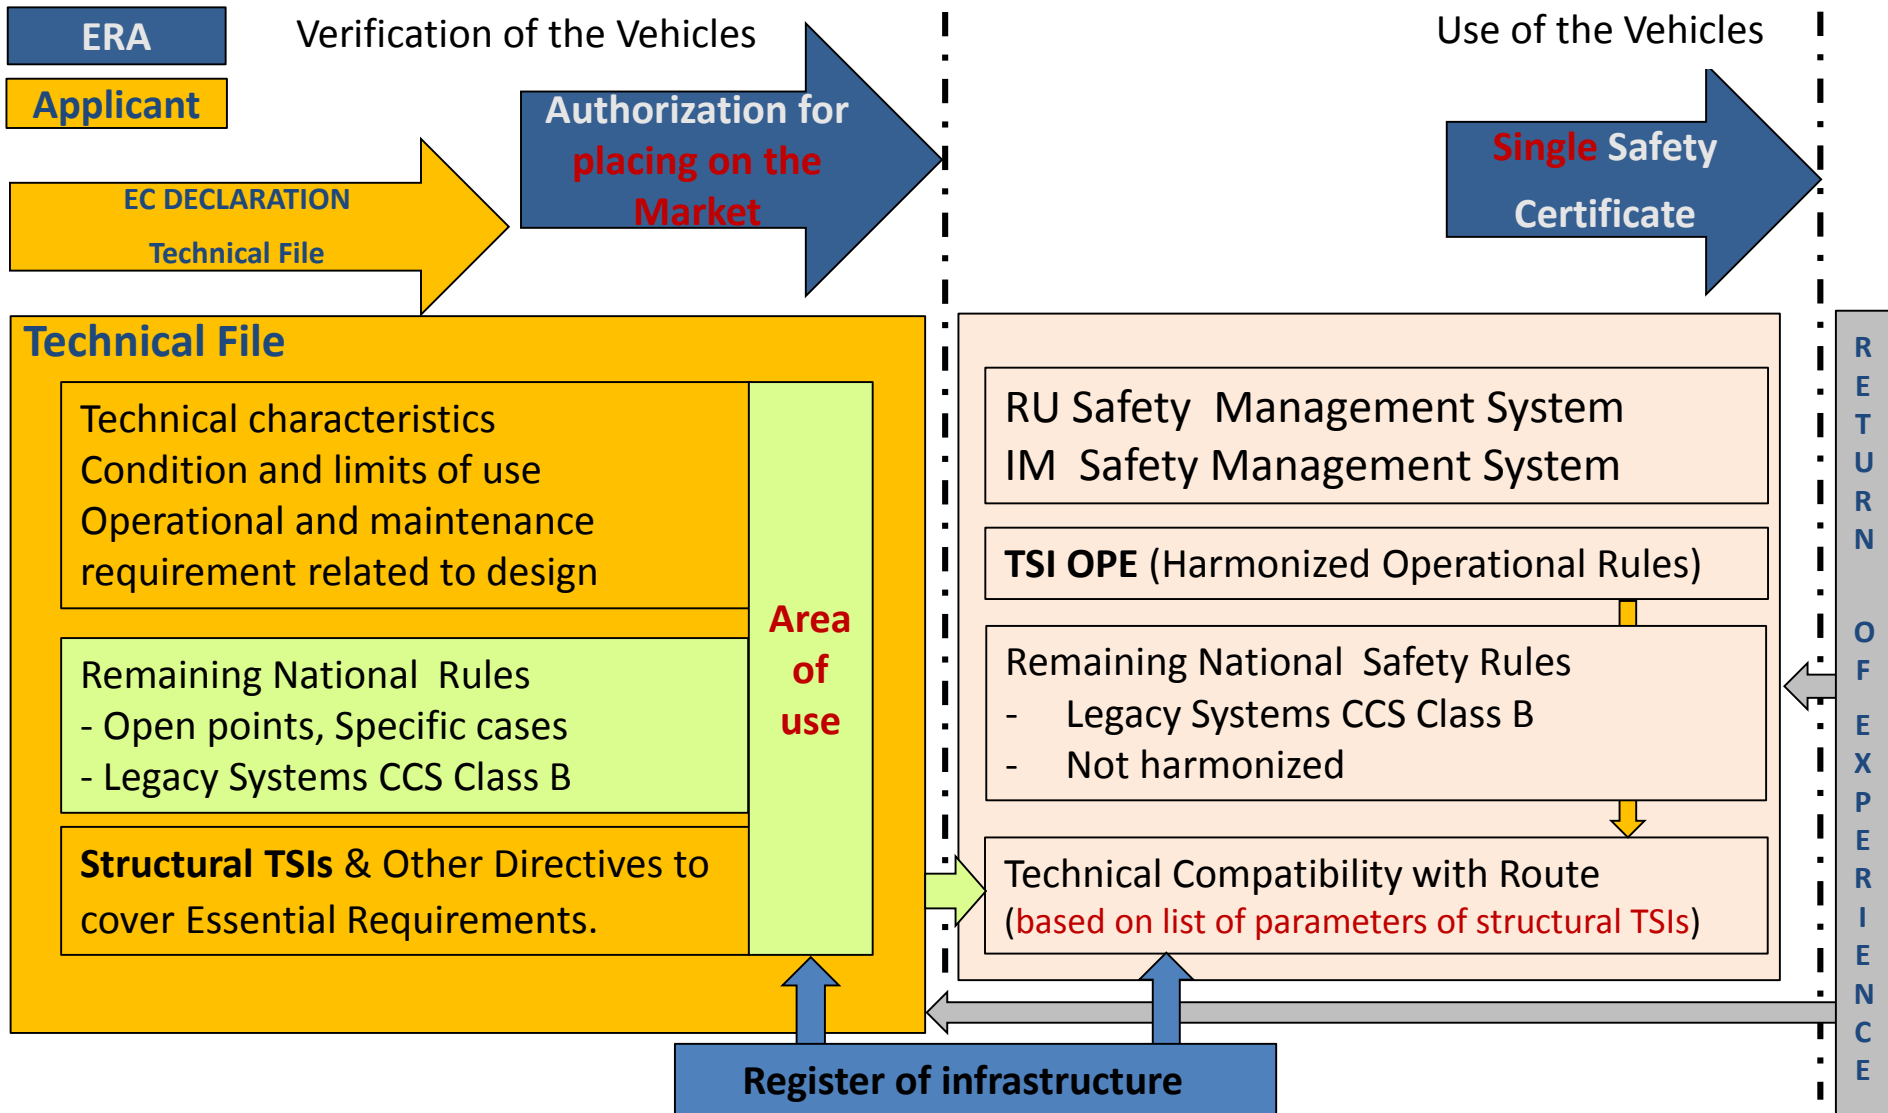 ERA
Applicant
Verification of the Vehicles
Use of the Vehicles
EC DECLARATION
Technical File
Authorization for
placing on the
Market
Single Safety
Certificate
Technical File
Technical characteristics
Condition and limits of use
Operational and maintenance
requirement related to design
Remaining National Rules
- Open points, Specific cases
- Legacy Systems CCS Class B
Structural TSIs & Other Directives to
cover Essential Requirements.
Area
of
use
RU Safety Management System
IM Safety Management System
TSI OPE (Harmonized Operational Rules)
Remaining National Safety Rules
- Legacy Systems CCS Class B
- Not harmonized
Technical Compatibility with Route
(based on list of parameters of structural TSIs)
RETURN OF EXPERIENCE
Register of infrastructure